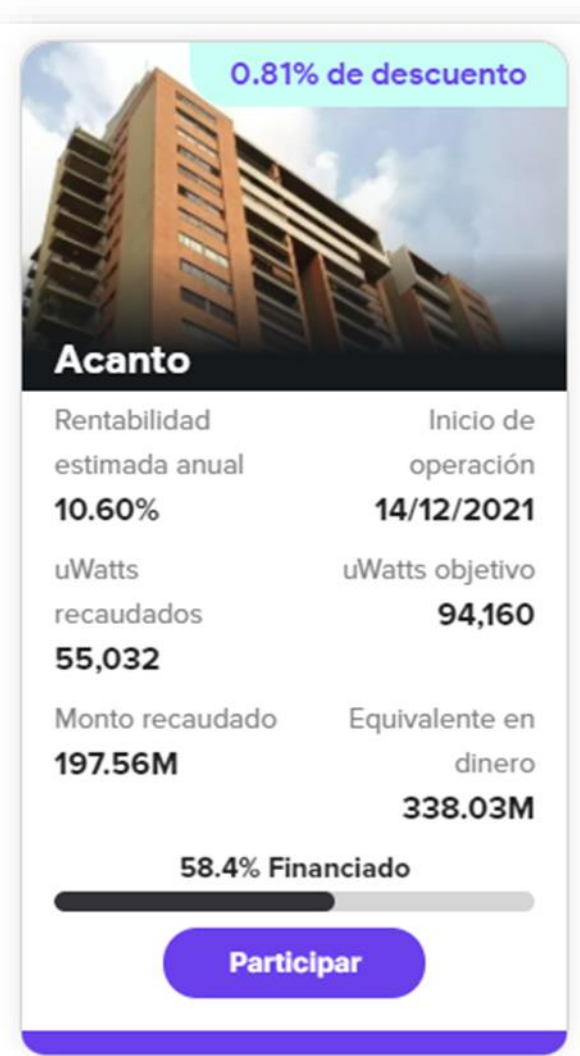 0.81% de descuento
Acanto
Rentabilidad
estimada anual
10.60%
Inicio de
operación
14/12/2021
uWatts
recaudados
55,032
uWatts objetivo
94,160
Monto recaudado
197.56M
Equivalente en
dinero
338.03M
58.4% Financiado
Participar